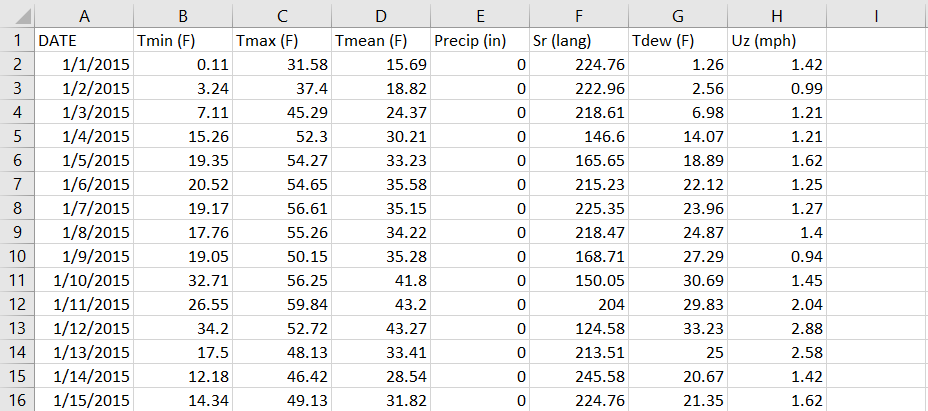 A B C D E F G H I
1 DATE Tmin (F) Tmax (F) Tmean (F) Precip (in) Sr (lang) Tdew (F) Uz (mph)
2 1/1/2015 0.11 31.58 15.69 0 224.76 1.26 1.42
3 1/2/2015 3.24 37.4 18.82 0 222.96 2.56 0.99
4 1/3/2015 7.11 45.29 24.37 0 218.61 6.98 1.21
5 1/4/2015 15.26 52.3 30.21 0 146.6 14.07 1.21
6 1/5/2015 19.35 54.27 33.23 0 165.65 18.89 1.62
7 1/6/2015 20.52 54.65 35.58 0 215.23 22.12 1.25
8 1/7/2015 19.17 56.61 35.15 0 225.35 23.96 1.27
9 1/8/2015 17.76 55.26 34.22 0 218.47 24.87 1.4
10 1/9/2015 19.05 50.15 35.28 0 168.71 27.29 0.94
11 1/10/2015 32.71 56.25 41.8 0 150.05 30.69 1.45
12 1/11/2015 26.55 59.84 43.2 0 204 29.83 2.04
13 1/12/2015 34.2 52.72 43.27 0 124.58 33.23 2.88
14 1/13/2015 17.5 48.13 33.41 0 213.51 25 2.58
15 1/14/2015 12.18 46.42 28.54 0 245.58 20.67 1.42
16 1/15/2015 14.34 49.13 31.82 0 224.76 21.35 1.62